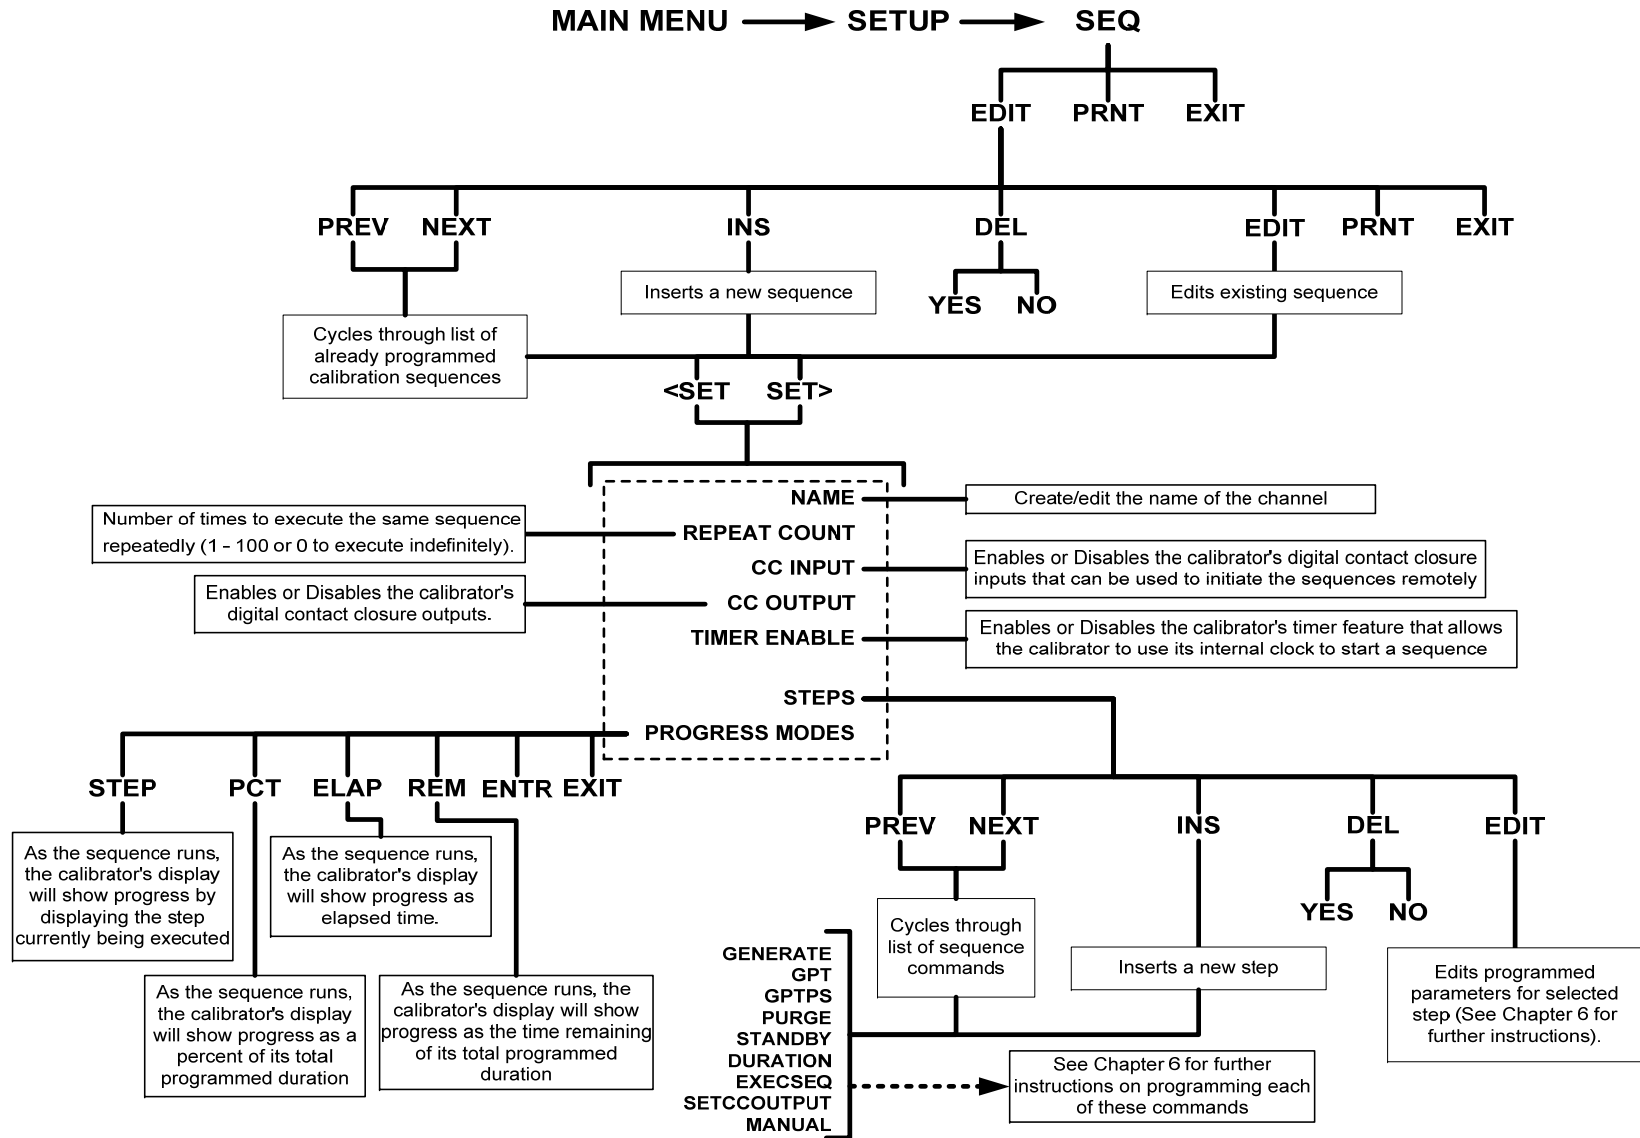 MAIN MENU SETUP SEQ
EDIT PRNT EXIT
PREV NEXT INS DEL EDIT PRNT EXIT
YES NO
Inserts a new sequence
Edits existing sequence
Cycles through list of
already programmed
calibration sequences
<SET SET>
NAME
Create/edit the name of the channel
REPEAT COUNT
Number of times to execute the same sequence
repeatedly (1 - 100 or 0 to execute indefinitely).
CC INPUT
Enables or Disables the calibrator's digital contact closure
inputs that can be used to initiate the sequences remotely
CC OUTPUT
Enables or Disables the calibrator's
digital contact closure outputs.
TIMER ENABLE
Enables or Disables the calibrator's timer feature that allows
the calibrator to use its internal clock to start a sequence
STEPS
PROGRESS MODES
STEP PCT ELAP REM ENTR EXIT
As the sequence runs,
the calibrator's display
will show progress by
displaying the step
currently being executed
As the sequence runs,
the calibrator's display
will show progress as a
percent of its total
programmed duration
As the sequence runs,
the calibrator's display
will show progress as
elapsed time.
As the sequence runs, the
calibrator's display will show
progress as the time remaining
of its total programmed
duration
PREV NEXT INS DEL EDIT
YES NO
Cycles through
list of sequence
commands
Inserts a new step
Edits programmed
parameters for selected
step (See Chapter 6 for
further instructions).
GENERATE
GPT
GPTPS
PURGE
STANDBY
DURATION
EXECSEQ
SETCCOUTPUT
MANUAL
See Chapter 6 for further
instructions on programming each
of these commands